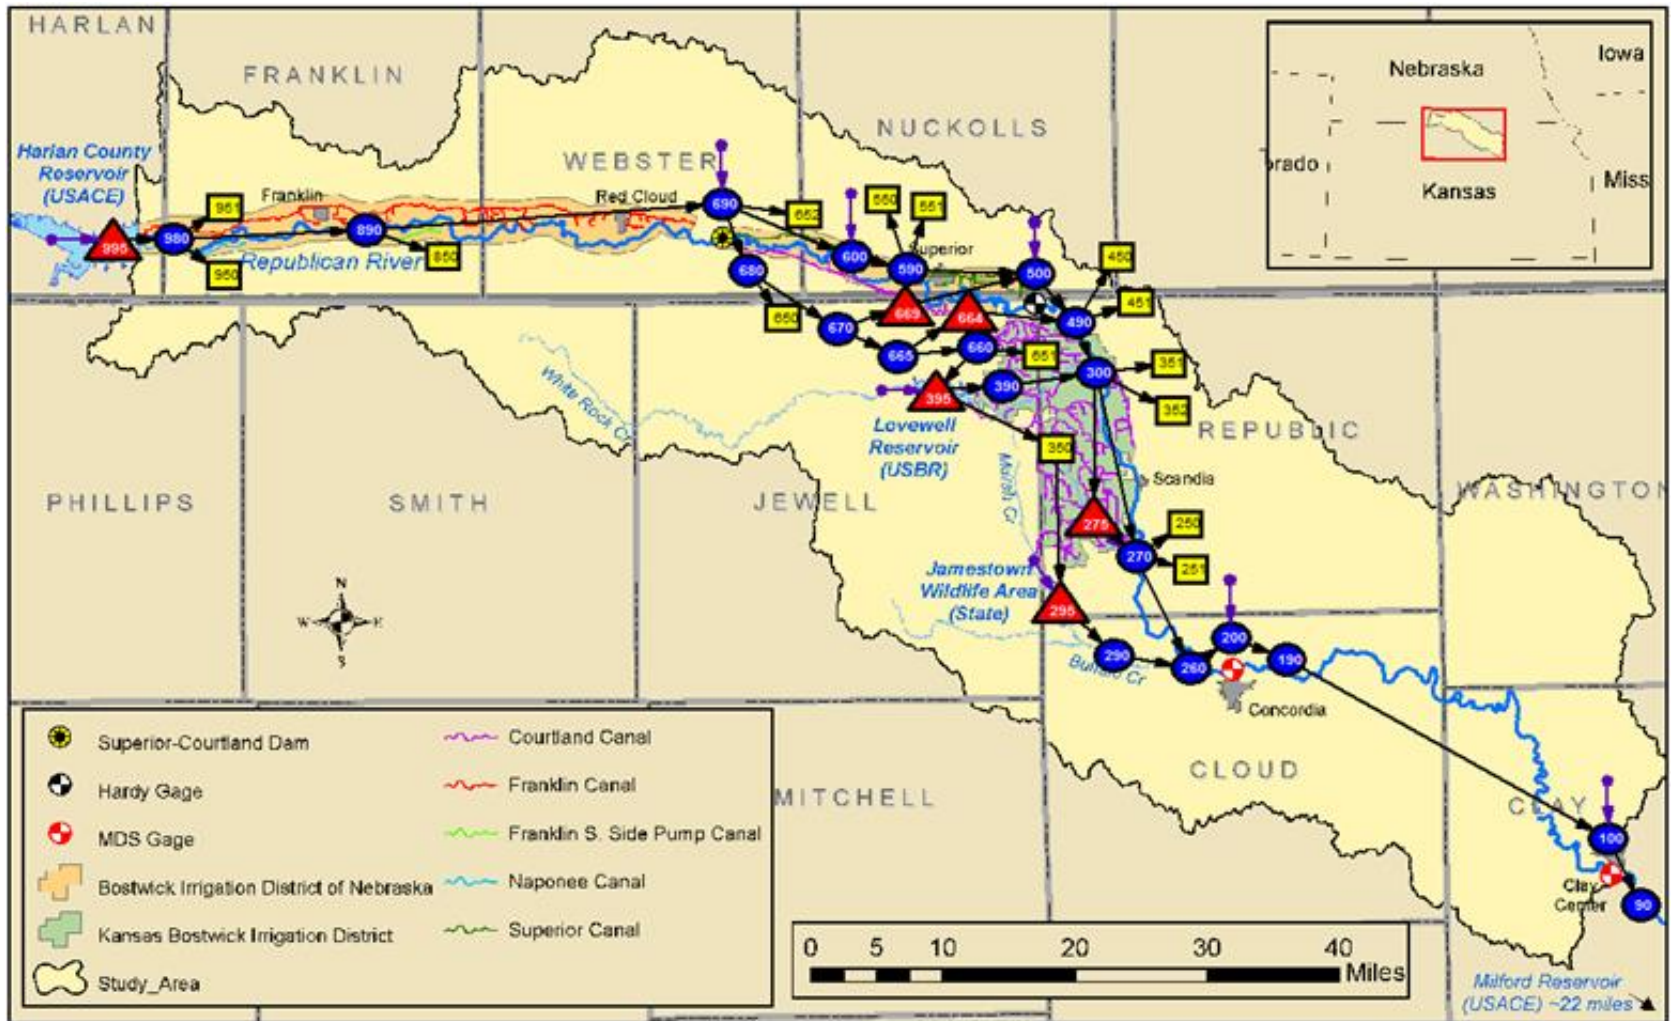 HARLAN
FRANKLIN
WEBSTER
NUCKOLLS
Nebraska
Iowa
orado
Kansas
Miss
Harlan County
Reservoir
(USACE)
Franklin
Red Cloud
Superior
Republican River
995
980
951
950
890
850
690
652
680
650
600
590
550
551
500
450
451
490
670
669
664
665
660
651
300
351
352
390
395
350
Lovewell
Reservoir
(USBR)
White Rock Cr
Marsh Cr
REPUBLIC
Scandia
WASHINGTON
PHILLIPS
SMITH
JEWELL
275
270
250
251
Jamestown
Wildlife Area
(State)
295
290
260
200
190
Buffalo Cr
Concordia
N
W
E
S
CLOUD
MITCHELL
CLAY
100
90
Clay
Center
Superior-Courtland Dam
Hardy Gage
MDS Gage
Bostwick Irrigation District of Nebraska
Kansas Bostwick Irrigation District
Study_Area
Courtland Canal
Franklin Canal
Franklin S. Side Pump Canal
Naponee Canal
Superior Canal
0 5 10 20 30 40
Miles
Milford Reservoir
(USACE) ~22 miles